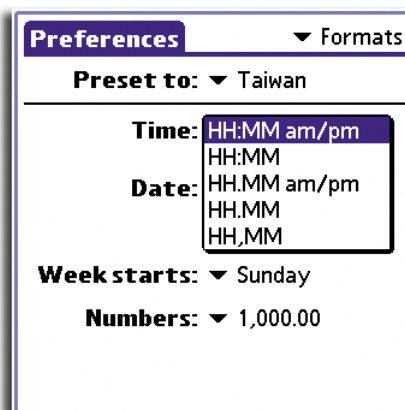 Preferences Formats
Preset to: Taiwan
Time: HH:MM am/pm
HH:MM
Date: HH.MM am/pm
HH.MM
HH,MM
Week starts: Sunday
Numbers: 1,000.00